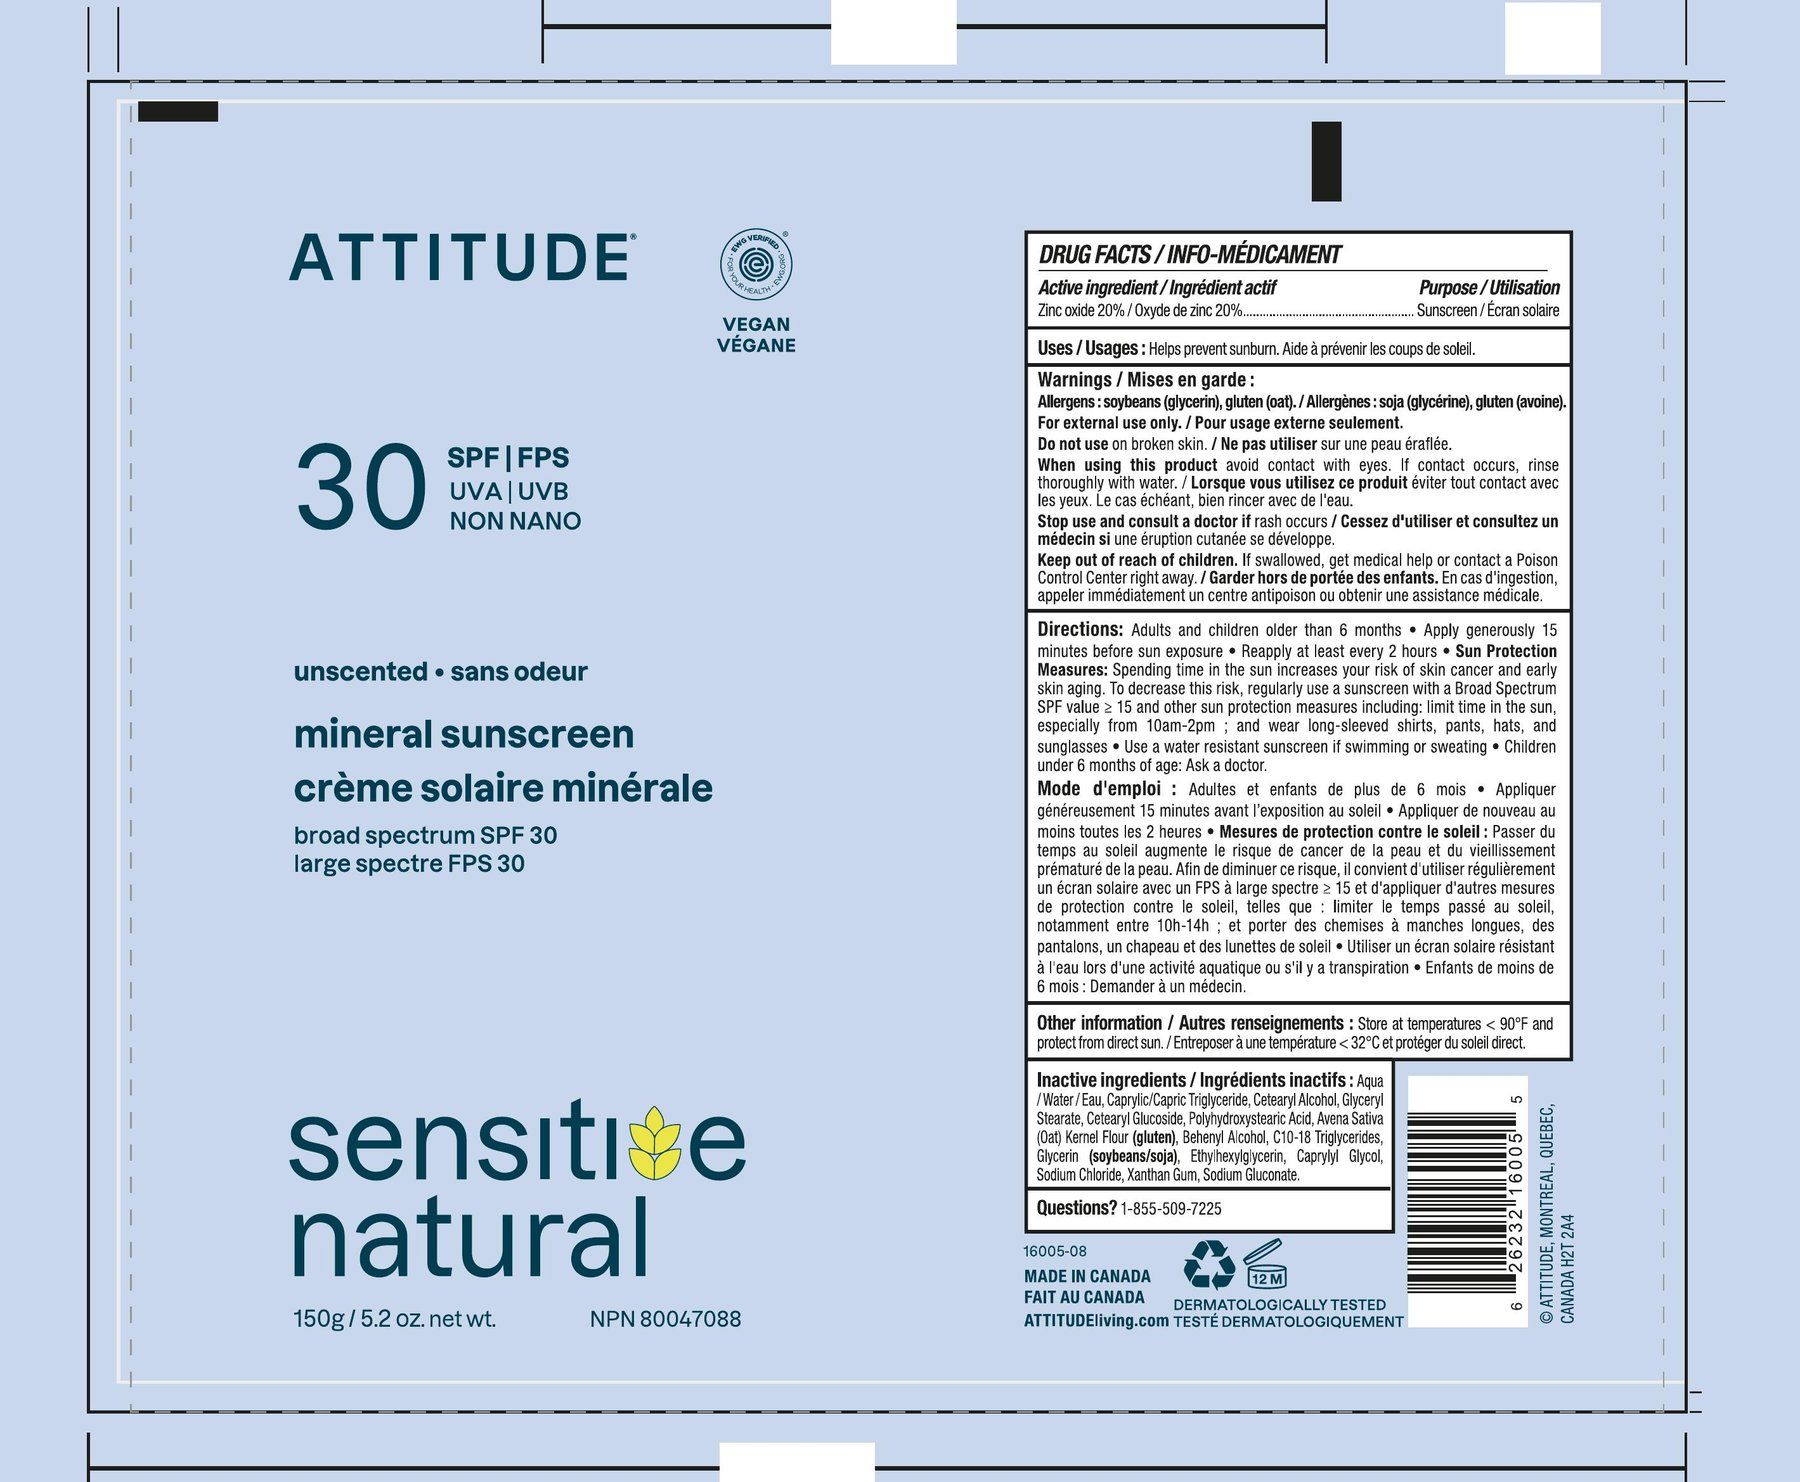 ATTITUDE®
EWG VERIFIED · FOR YOUR HEALTH · EWG.ORG ®
VEGAN
VÉGANE
30
SPF | FPS
UVA | UVB
NON NANO
unscented • sans odeur
mineral sunscreen
crème solaire minérale
broad spectrum SPF 30
large spectre FPS 30
sensitive
natural
150g / 5.2 oz. net wt. NPN 80047088
DRUG FACTS / INFO-MÉDICAMENT
Active ingredient / Ingrédient actif Purpose / Utilisation
Zinc oxide 20% / Oxyde de zinc 20%.................................................... Sunscreen / Écran solaire
Uses / Usages : Helps prevent sunburn. Aide à prévenir les coups de soleil.
Warnings / Mises en garde :
Allergens : soybeans (glycerin), gluten (oat). / Allergènes : soja (glycérine), gluten (avoine).
For external use only. / Pour usage externe seulement.
Do not use on broken skin. / Ne pas utiliser sur une peau éraflée.
When using this product avoid contact with eyes. If contact occurs, rinse
thoroughly with water. / Lorsque vous utilisez ce produit éviter tout contact avec
les yeux. Le cas échéant, bien rincer avec de l'eau.
Stop use and consult a doctor if rash occurs / Cessez d'utiliser et consultez un
médecin si une éruption cutanée se développe.
Keep out of reach of children. If swallowed, get medical help or contact a Poison
Control Center right away. / Garder hors de portée des enfants. En cas d'ingestion,
appeler immédiatement un centre antipoison ou obtenir une assistance médicale.
Directions: Adults and children older than 6 months • Apply generously 15
minutes before sun exposure • Reapply at least every 2 hours • Sun Protection
Measures: Spending time in the sun increases your risk of skin cancer and early
skin aging. To decrease this risk, regularly use a sunscreen with a Broad Spectrum
SPF value ≥ 15 and other sun protection measures including: limit time in the sun,
especially from 10am-2pm ; and wear long-sleeved shirts, pants, hats, and
sunglasses • Use a water resistant sunscreen if swimming or sweating • Children
under 6 months of age: Ask a doctor.
Mode d'emploi : Adultes et enfants de plus de 6 mois • Appliquer
généreusement 15 minutes avant l'exposition au soleil • Appliquer de nouveau au
moins toutes les 2 heures • Mesures de protection contre le soleil : Passer du
temps au soleil augmente le risque de cancer de la peau et du vieillissement
prématuré de la peau. Afin de diminuer ce risque, il convient d'utiliser régulièrement
un écran solaire avec un FPS à large spectre ≥ 15 et d'appliquer d'autres mesures
de protection contre le soleil, telles que : limiter le temps passé au soleil,
notamment entre 10h-14h ; et porter des chemises à manches longues, des
pantalons, un chapeau et des lunettes de soleil • Utiliser un écran solaire résistant
à l'eau lors d'une activité aquatique ou s'il y a transpiration • Enfants de moins de
6 mois : Demander à un médecin.
Other information / Autres renseignements : Store at temperatures < 90°F and
protect from direct sun. / Entreposer à une température < 32°C et protéger du soleil direct.
Inactive ingredients / Ingrédients inactifs : Aqua
/ Water / Eau, Caprylic/Capric Triglyceride, Cetearyl Alcohol, Glyceryl
Stearate, Cetearyl Glucoside, Polyhydroxystearic Acid, Avena Sativa
(Oat) Kernel Flour (gluten), Behenyl Alcohol, C10-18 Triglycerides,
Glycerin (soybeans/soja), Ethylhexylglycerin, Caprylyl Glycol,
Sodium Chloride, Xanthan Gum, Sodium Gluconate.
Questions? 1-855-509-7225
16005-08
MADE IN CANADA
FAIT AU CANADA
ATTITUDEliving.com
12 M
DERMATOLOGICALLY TESTED
TESTÉ DERMATOLOGIQUEMENT
6 26232 16005 5
© ATTITUDE, MONTREAL, QUEBEC,
CANADA H2T 2A4